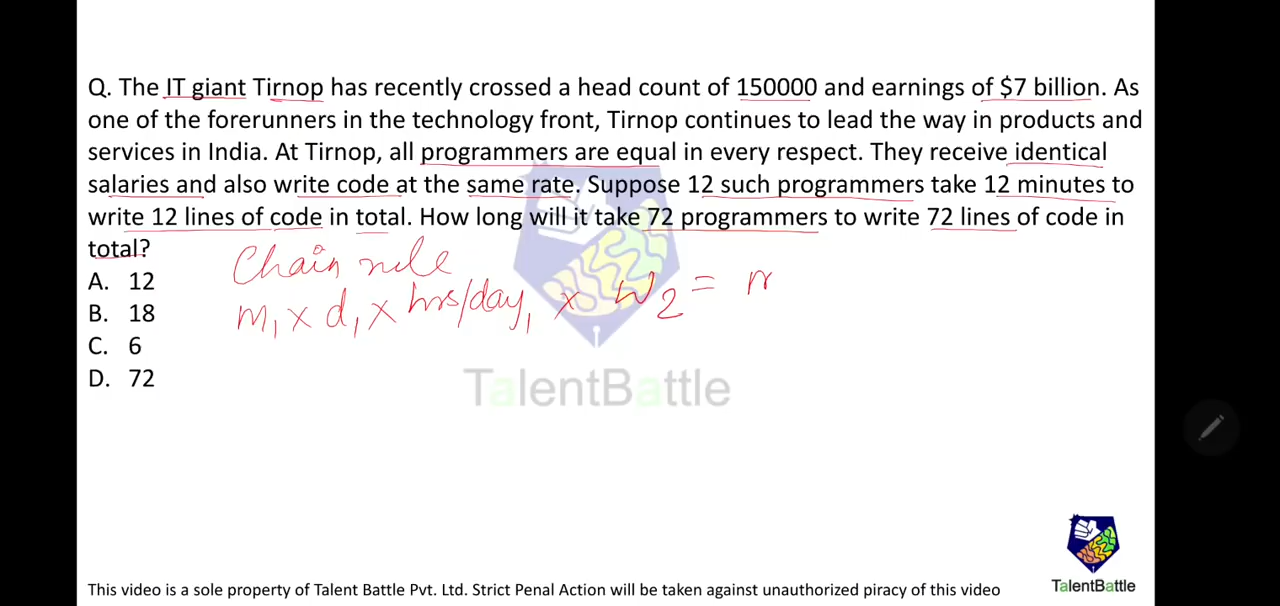 Q. The IT giant Tirnop has recently crossed a head count of 150000 and earnings of $7 billion. As
one of the forerunners in the technology front, Tirnop continues to lead the way in products and
services in India. At Tirnop, all programmers are equal in every respect. They receive identical
salaries and also write code at the same rate. Suppose 12 such programmers take 12 minutes to
write 12 lines of code in total. How long will it take 72 programmers to write 72 lines of code in
total?
Chain rule
A. 12
m₁ × d₁ × hrs/day₁ × W₂ = m
B. 18
C. 6
D. 72
TalentBattle
TalentBattle
This video is a sole property of Talent Battle Pvt. Ltd. Strict Penal Action will be taken against unauthorized piracy of this video